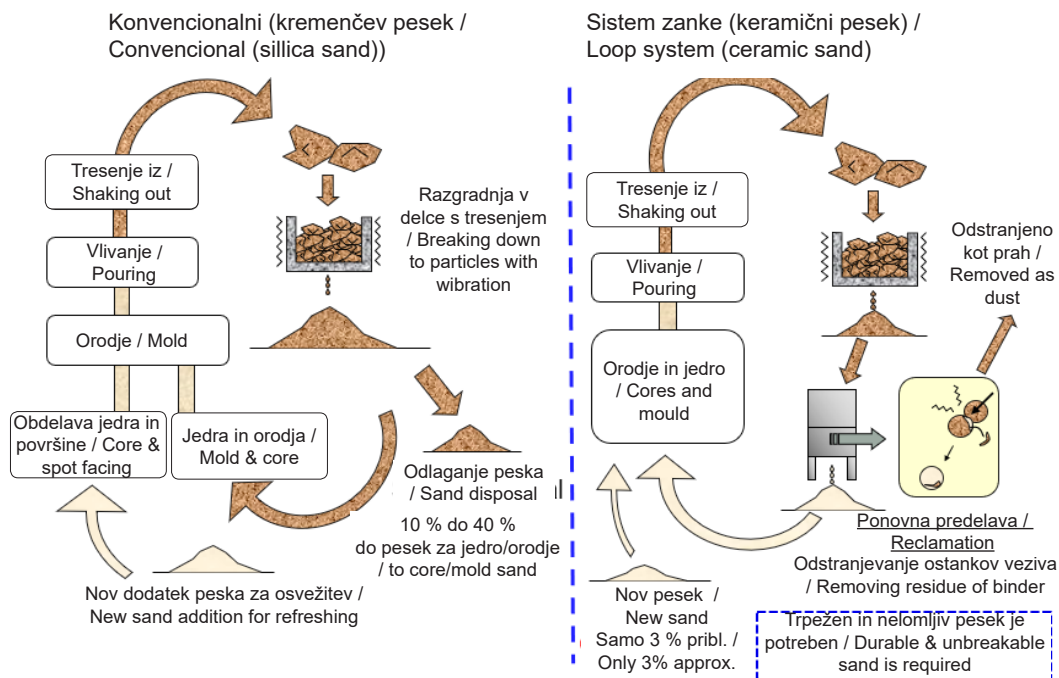 Konvencionalni (kremenčev pesek /
Convencional (sillica sand))
Tresenje iz /
Shaking out
Vlivanje /
Pouring
Orodje / Mold
Obdelava jedra in
površine / Core &
spot facing
Jedra in orodja /
Mold & core
Razgradnja v
delce s tresenjem
/ Breaking down
to particles with
wibration
Odlaganje peska
/ Sand disposal
10 % do 40 %
do pesek za jedro/orodje
/ to core/mold sand
Nov dodatek peska za osvežitev /
New sand addition for refreshing
Sistem zanke (keramični pesek) /
Loop system (ceramic sand)
Tresenje iz /
Shaking out
Vlivanje /
Pouring
Orodje in jedro
/ Cores and
mould
Odstranjeno
kot prah /
Removed as
dust
Ponovna predelava /
Reclamation
Odstranjevanje ostankov veziva
/ Removing residue of binder
Nov pesek /
New sand
Samo 3 % pribl. /
Only 3% approx.
Trpežen in nelomljiv pesek je
potreben / Durable & unbreakable
sand is required